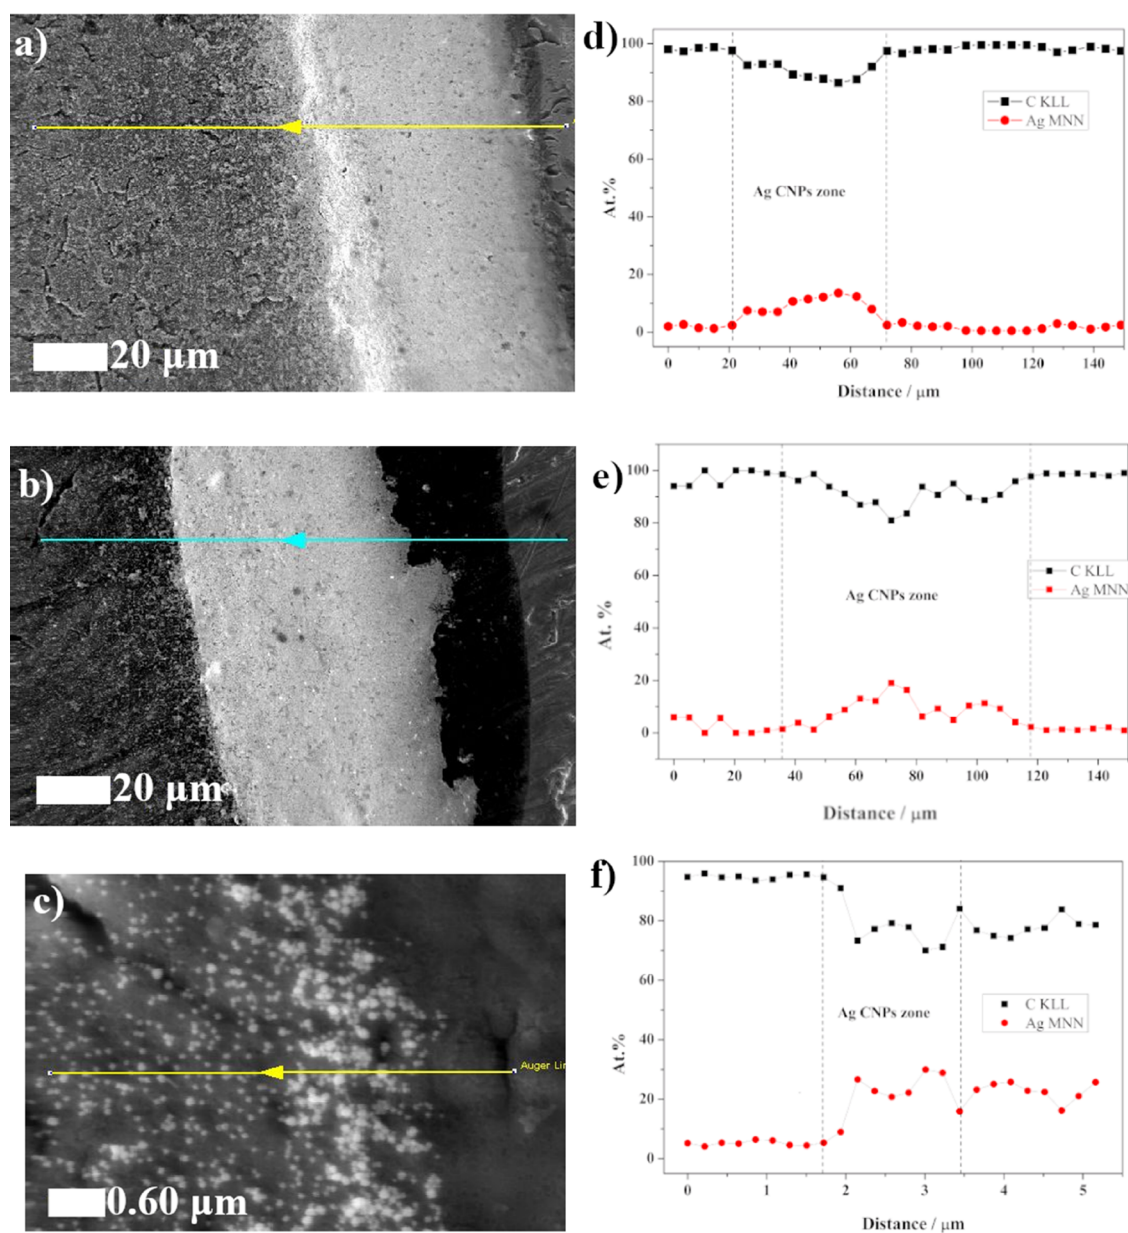 a)
20 μm
d)
At.%
100
80
60
40
20
0
C KLL
Ag MNN
Ag CNPs zone
0 20 40 60 80 100 120 140
Distance / μm
b)
20 μm
e)
At. %
100
80
60
40
20
0
C KLL
Ag MNN
Ag CNPs zone
0 20 40 60 80 100 120 140
Distance / μm
c)
Auger Lin
0.60 μm
f)
At.%
100
80
60
40
20
0
C KLL
Ag MNN
Ag CNPs zone
0 1 2 3 4 5
Distance / μm